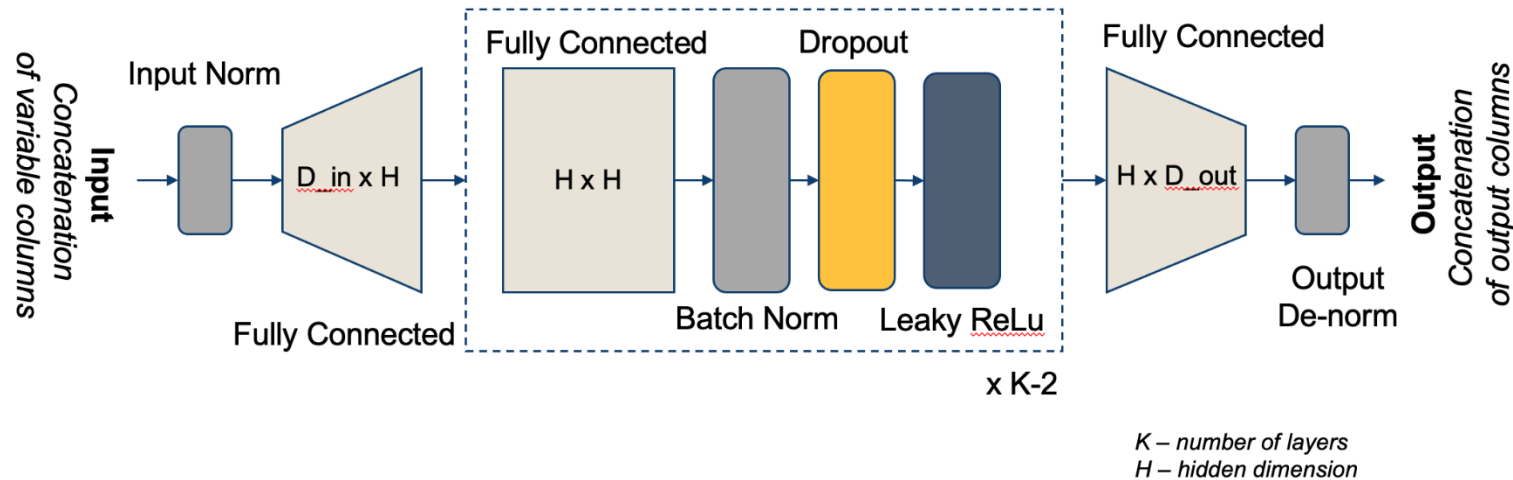 Input
Concatenation
of variable columns
Input Norm
D_in x H
Fully Connected
Fully Connected
H x H
Batch Norm
Dropout
Leaky ReLu
x K-2
Fully Connected
H x D_out
Output
De-norm
Output
Concatenation
of output columns
K – number of layers
H – hidden dimension